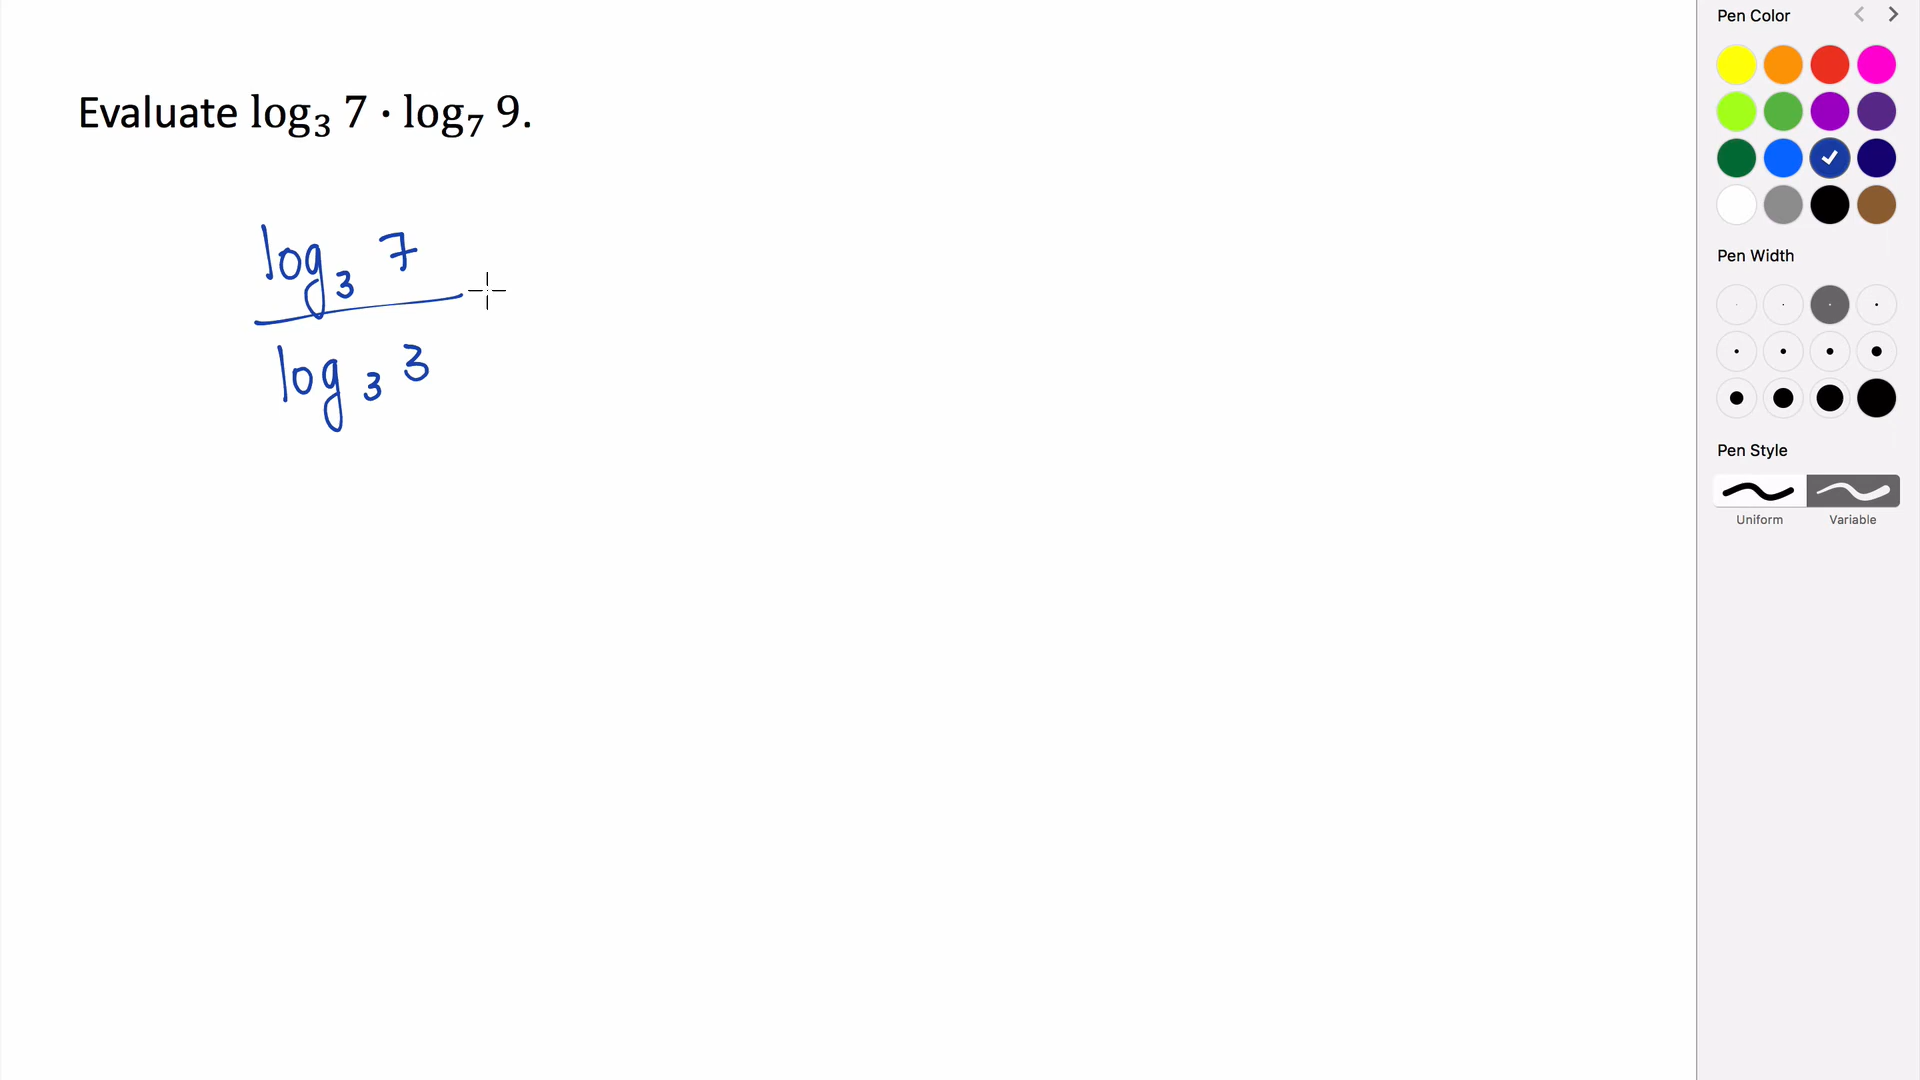 Pen Color
Evaluate log₃ 7 · log₇ 9.
log₃ 7
log₃ 3
Pen Width
Pen Style
Uniform
Variable